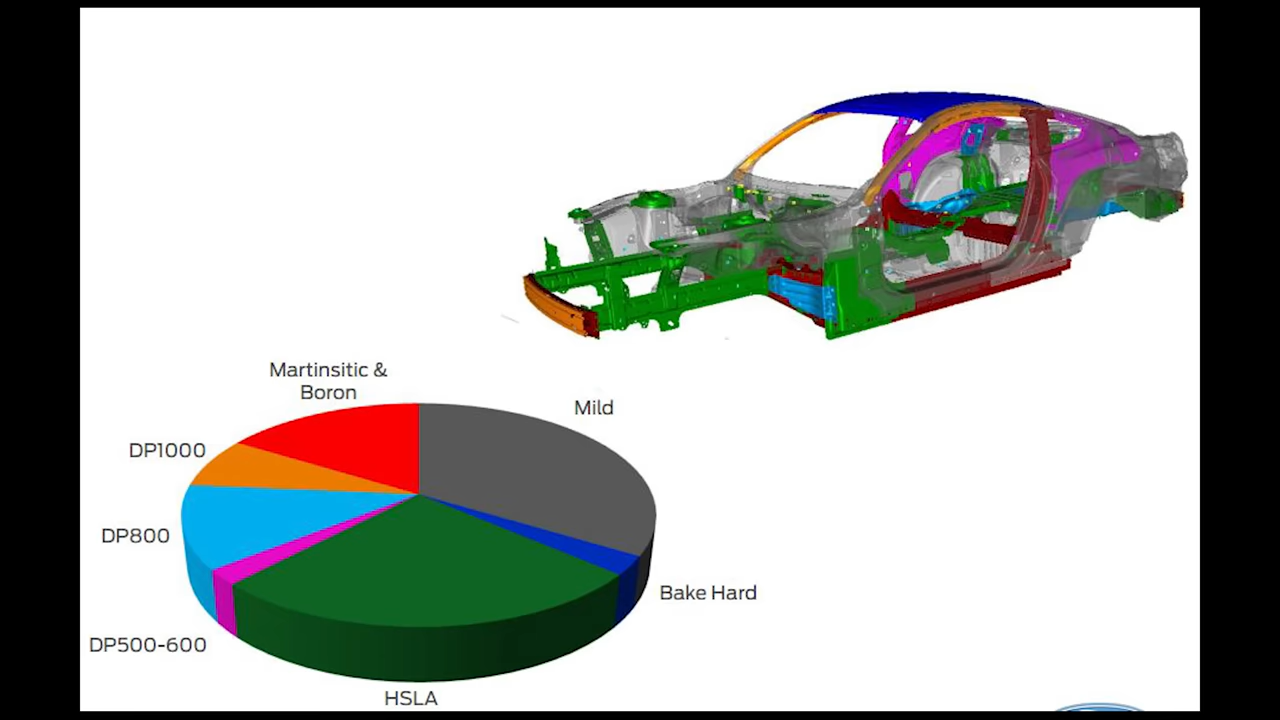 Martinsitic &
Boron
Mild
DP1000
DP800
Bake Hard
DP500-600
HSLA